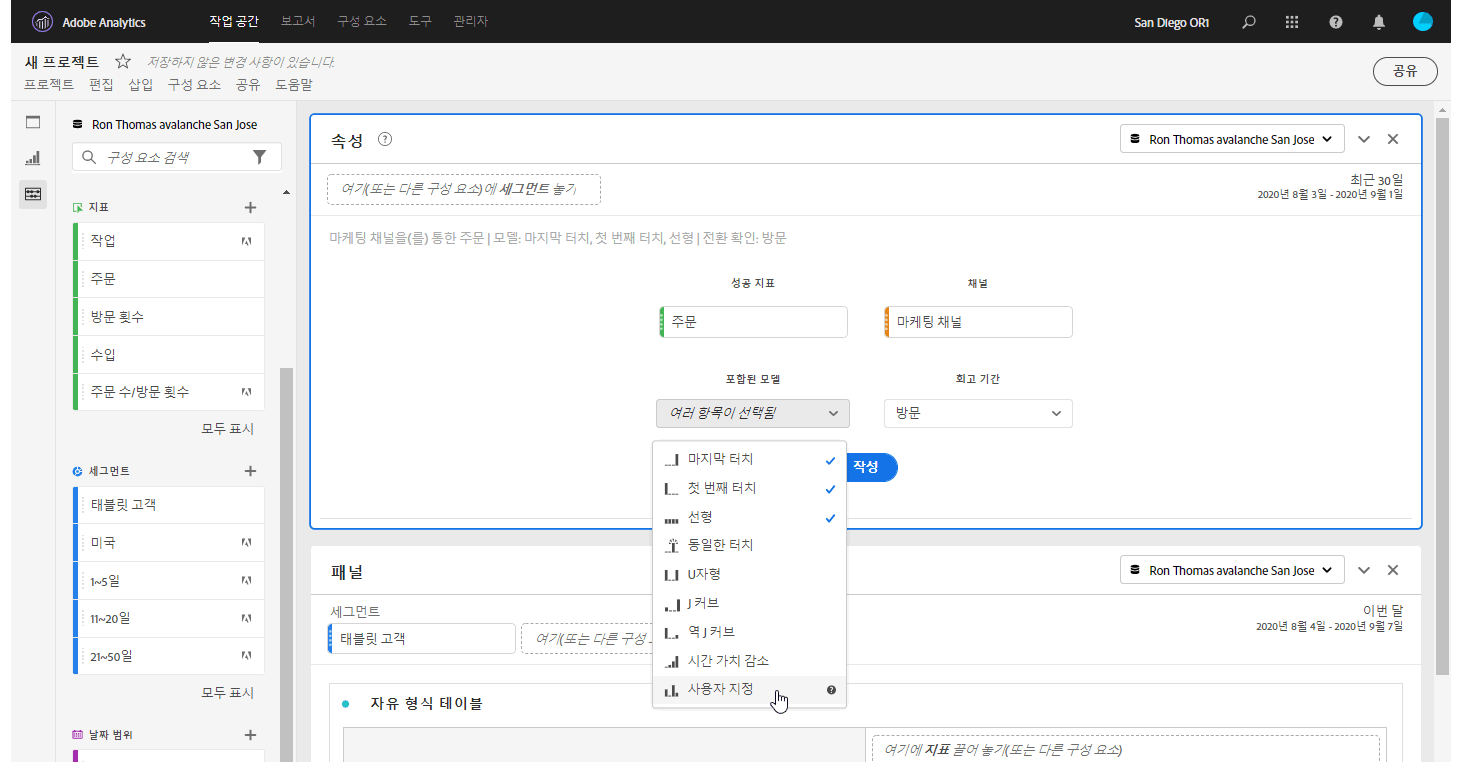 Adobe Analytics
작업 공간
보고서
구성 요소
도구
관리자
San Diego OR1
새 프로젝트
저장하지 않은 변경 사항이 있습니다.
프로젝트
편집
삽입
구성 요소
공유
도움말
공유
Ron Thomas avalanche San Jose
구성 요소 검색
지표
작업
주문
방문 횟수
수입
주문 수/방문 횟수
모두 표시
세그먼트
태블릿 고객
미국
1~5일
11~20일
21~50일
모두 표시
날짜 범위
속성
Ron Thomas avalanche San Jose
여기(또는 다른 구성 요소)에 세그먼트 놓기
최근 30일
2020년 8월 3일 - 2020년 9월 1일
마케팅 채널을(를) 통한 주문 | 모델: 마지막 터치, 첫 번째 터치, 선형 | 전환 확인: 방문
성공 지표
채널
주문
마케팅 채널
포함된 모델
회고 기간
여러 항목이 선택됨
방문
마지막 터치
첫 번째 터치
선형
동일한 터치
U자형
J 커브
역 J 커브
시간 가치 감소
사용자 지정
작성
패널
Ron Thomas avalanche San Jose
세그먼트
이번 달
2020년 8월 4일 - 2020년 9월 7일
태블릿 고객
여기(또는 다른 구성
자유 형식 테이블
여기에 지표 끌어 놓기(또는 다른 구성 요소)